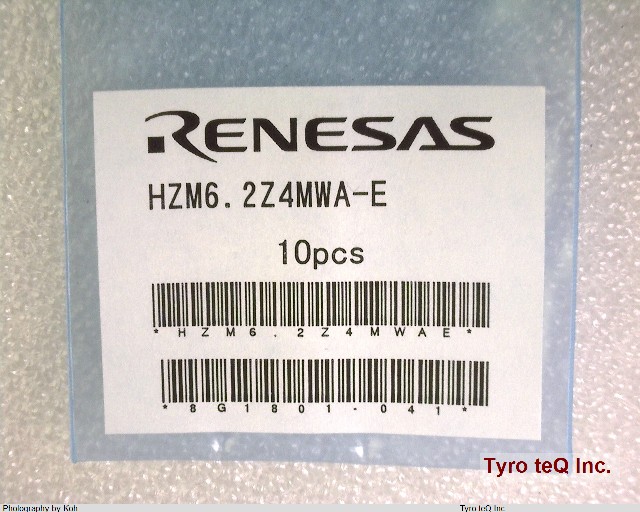 RENESAS
HZM6.2Z4MWA-E
10pcs
*HZM6.2Z4MWAE*
*8G1801-041*
Tyro teQ Inc.
Photography by Koh
Tyro teQ Inc